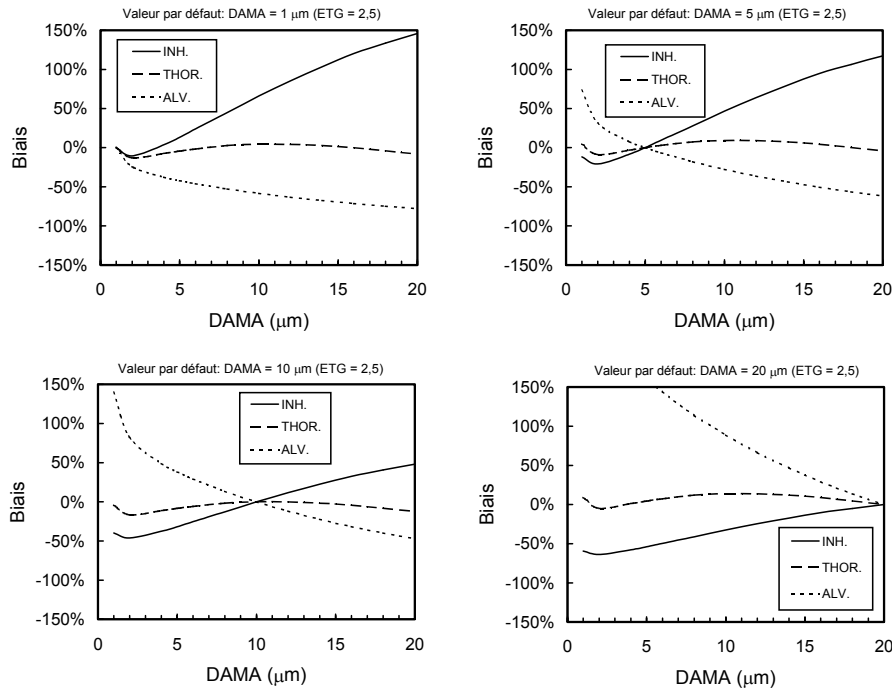 Valeur par défaut: DAMA = 1 μm (ETG = 2,5)
150%
100%
50%
0%
-50%
-100%
-150%
Biais
INH.
THOR.
ALV.
0
5
10
15
20
DAMA (μm)
Valeur par défaut: DAMA = 5 μm (ETG = 2,5)
150%
100%
50%
0%
-50%
-100%
-150%
Biais
INH.
THOR.
ALV.
0
5
10
15
20
DAMA (μm)
Valeur par défaut: DAMA = 10 μm (ETG = 2,5)
150%
100%
50%
0%
-50%
-100%
-150%
Biais
INH.
THOR.
ALV.
0
5
10
15
20
DAMA (μm)
Valeur par défaut: DAMA = 20 μm (ETG = 2,5)
150%
100%
50%
0%
-50%
-100%
-150%
Biais
INH.
THOR.
ALV.
0
5
10
15
20
DAMA (μm)